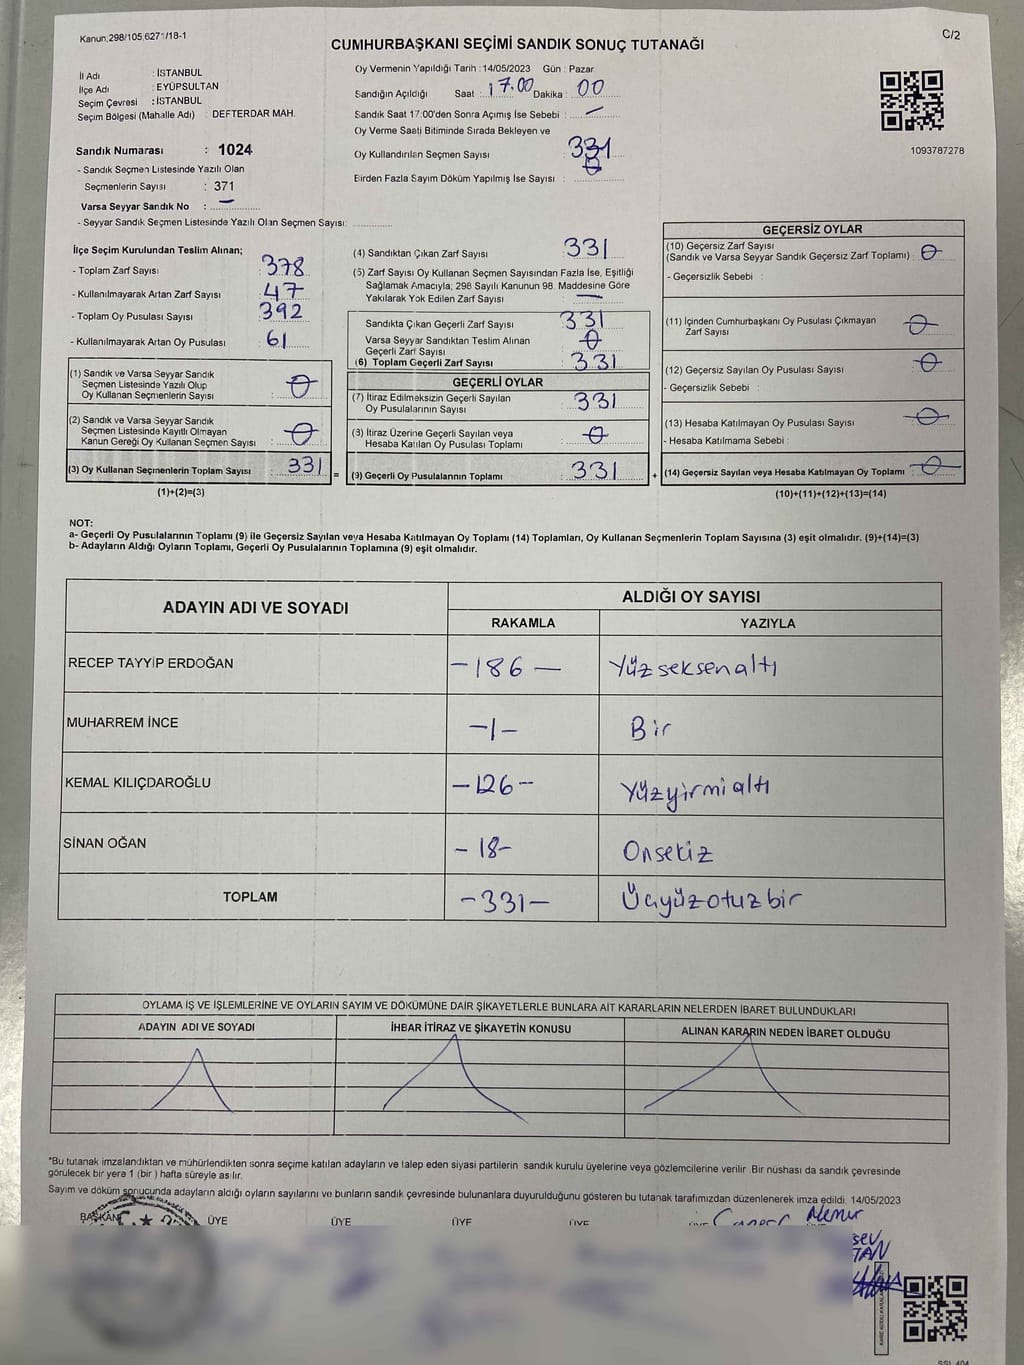 Kanun 298/105,6271/18-1
C/2
CUMHURBAŞKANI SEÇİMİ SANDIK SONUÇ TUTANAĞI
İl Adı : İSTANBUL
İlçe Adı : EYÜPSULTAN
Seçim Çevresi : İSTANBUL
Seçim Bölgesi (Mahalle Adı) : DEFTERDAR MAH.
Sandık Numarası : 1024
- Sandık Seçmen Listesinde Yazılı Olan
Seçmenlerin Sayısı : 371
Varsa Seyyar Sandık No : —
- Seyyar Sandık Seçmen Listesinde Yazılı Olan Seçmen Sayısı:
Oy Vermenin Yapıldığı Tarih : 14/05/2023 Gün : Pazar
Sandığın Açıldığı Saat : 17.00 Dakika : 00
Sandık Saat 17:00'den Sonra Açımış İse Sebebi : —
Oy Verme Saati Bitiminde Sırada Bekleyen ve
Oy Kullandırılan Seçmen Sayısı : 331
Birden Fazla Sayım Döküm Yapılmış İse Sayısı : 0
1093787278
İlçe Seçim Kurulundan Teslim Alınan;
- Toplam Zarf Sayısı : 378
- Kullanılmayarak Artan Zarf Sayısı : 47
- Toplam Oy Pusulası Sayısı : 392
- Kullanılmayarak Artan Oy Pusulası : 61
(1) Sandık ve Varsa Seyyar Sandık
Seçmen Listesinde Yazılı Olup
Oy Kullanan Seçmenlerin Sayısı : 0
(2) Sandık ve Varsa Seyyar Sandık
Seçmen Listesinde Kayıtlı Olmayan
Kanun Gereği Oy Kullanan Seçmen Sayısı : 0
(3) Oy Kullanan Seçmenlerin Toplam Sayısı : 331 =
(1)+(2)=(3)
(4) Sandıktan Çıkan Zarf Sayısı : 331
(5) Zarf Sayısı Oy Kullanan Seçmen Sayısından Fazla İse, Eşitliği
Sağlamak Amacıyla, 298 Sayılı Kanunun 98. Maddesine Göre
Yakılarak Yok Edilen Zarf Sayısı : —
Sandıkta Çıkan Geçerli Zarf Sayısı : 331
Varsa Seyyar Sandıktan Teslim Alınan
Geçerli Zarf Sayısı : 0
(6) Toplam Geçerli Zarf Sayısı : 331
GEÇERLİ OYLAR
(7) İtiraz Edilmeksizin Geçerli Sayılan
Oy Pusulalarının Sayısı : 331
(3) İtiraz Üzerine Geçerli Sayılan veya
Hesaba Katılan Oy Pusulası Toplamı : 0
(9) Geçerli Oy Pusulalarının Toplamı : 331 +
GEÇERSİZ OYLAR
(10) Geçersiz Zarf Sayısı
(Sandık ve Varsa Seyyar Sandık Geçersiz Zarf Toplamı) : 0
- Geçersizlik Sebebi :
(11) İçinden Cumhurbaşkanı Oy Pusulası Çıkmayan
Zarf Sayısı : 0
(12) Geçersiz Sayılan Oy Pusulası Sayısı : 0
- Geçersizlik Sebebi :
(13) Hesaba Katılmayan Oy Pusulası Sayısı : 0
- Hesaba Katılmama Sebebi :
(14) Geçersiz Sayılan veya Hesaba Katılmayan Oy Toplamı : 0
(10)+(11)+(12)+(13)=(14)
NOT:
a- Geçerli Oy Pusulalarının Toplamı (9) ile Geçersiz Sayılan veya Hesaba Katılmayan Oy Toplamı (14) Toplamları, Oy Kullanan Seçmenlerin Toplam Sayısına (3) eşit olmalıdır. (9)+(14)=(3)
b- Adayların Aldığı Oyların Toplamı, Geçerli Oy Pusulalarının Toplamına (9) eşit olmalıdır.
ADAYIN ADI VE SOYADI
ALDIĞI OY SAYISI
RAKAMLA YAZIYLA
RECEP TAYYİP ERDOĞAN -186- Yüzseksenaltı
MUHARREM İNCE -1- Bir
KEMAL KILIÇDAROĞLU -126- Yüzyirmialtı
SİNAN OĞAN -18- Onsekiz
TOPLAM -331- Üçyüzotuzbir
OYLAMA İŞ VE İŞLEMLERİNE VE OYLARIN SAYIM VE DÖKÜMÜNE DAİR ŞİKAYETLERLE BUNLARA AİT KARARLARIN NELERDEN İBARET BULUNDUKLARI
ADAYIN ADI VE SOYADI İHBAR İTİRAZ VE ŞİKAYETİN KONUSU ALINAN KARARIN NEDEN İBARET OLDUĞU
*Bu tutanak imzalandıktan ve mühürlendikten sonra seçime katılan adayların ve talep eden siyasi partilerin sandık kurulu üyelerine veya gözlemcilerine verilir. Bir nüshası da sandık çevresinde
görülecek bir yere 1 (bir) hafta süreyle asılır.
Sayım ve döküm sonucunda adayların aldığı oyların sayılarını ve bunların sandık çevresinde bulunanlara duyurulduğunu gösteren bu tutanak tarafımızdan düzenlenerek imza edildi. 14/05/2023
BAŞKAN ÜYE ÜYE ÜYE ÜYE ÜYE